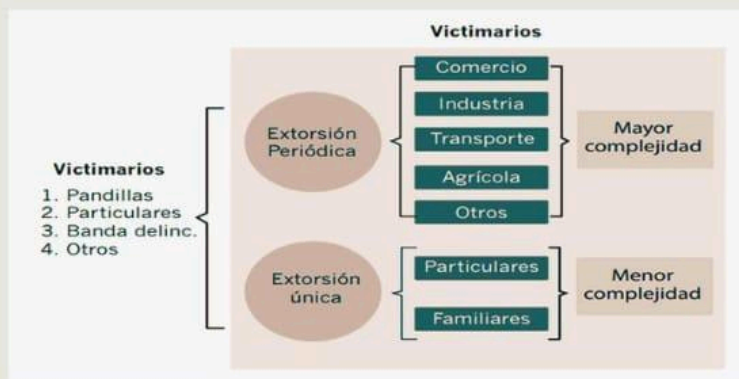 Victimarios
Victimarios
1. Pandillas
2. Particulares
3. Banda delinc.
4. Otros
Extorsión
Periódica
Comercio
Industria
Transporte
Agrícola
Otros
Mayor
complejidad
Extorsión
única
Particulares
Familiares
Menor
complejidad